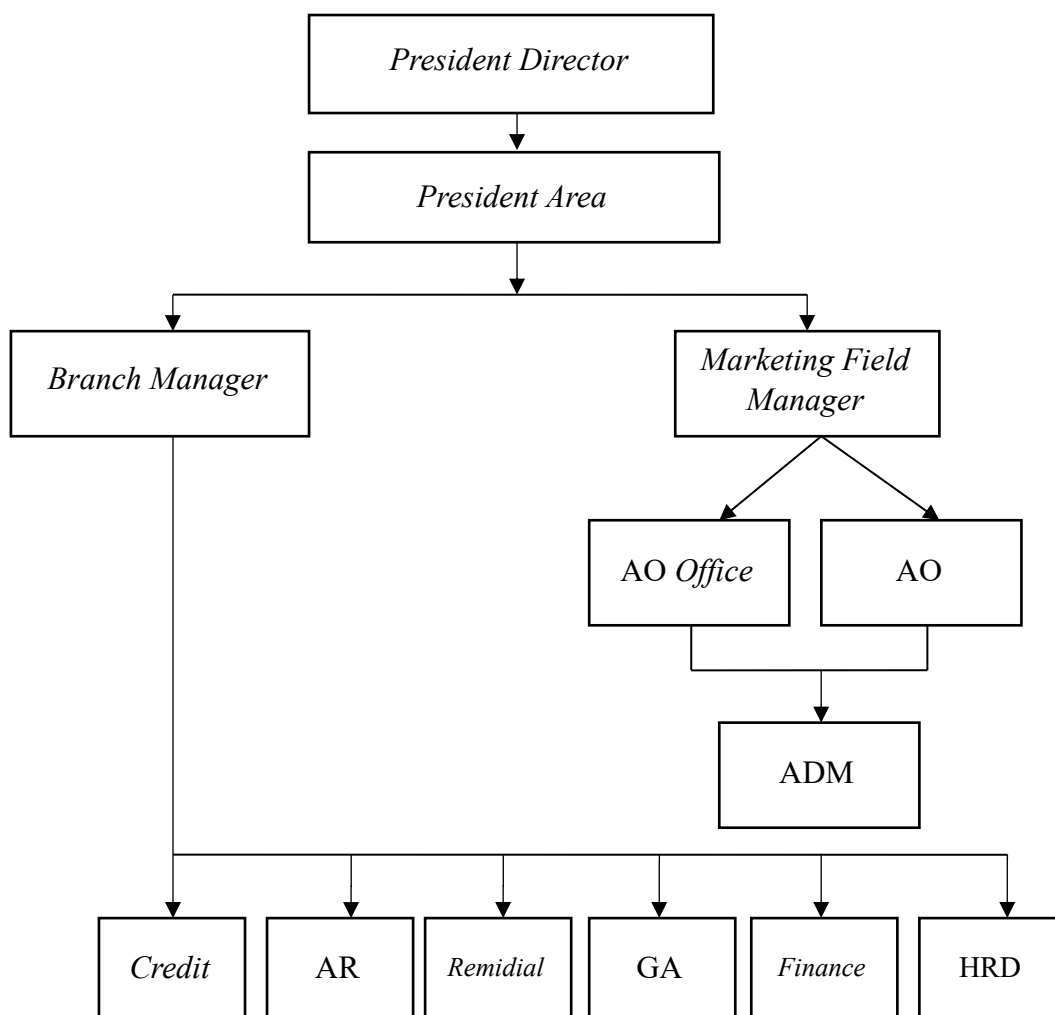 President Director
President Area
Branch Manager
Marketing Field
Manager
AO Office
AO
ADM
Credit
AR
Remidial
GA
Finance
HRD